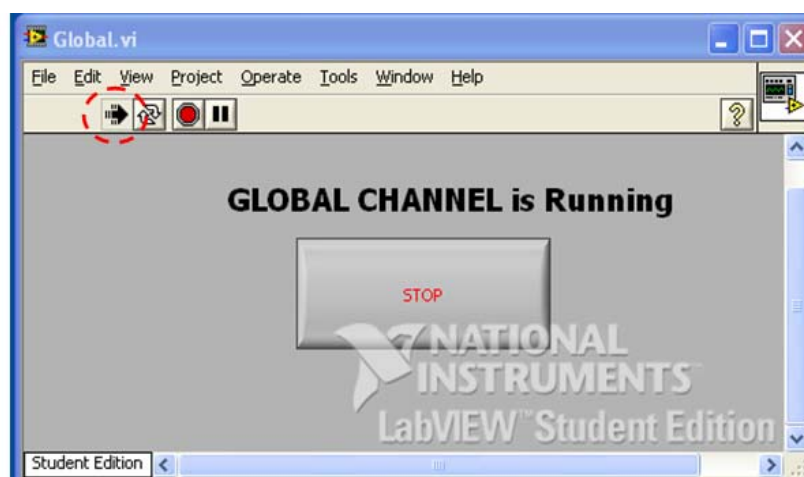 Global.vi
File Edit View Project Operate Tools Window Help
?
GLOBAL CHANNEL is Running
STOP
NATIONAL
INSTRUMENTS
LabVIEW™ Student Edition
Student Edition